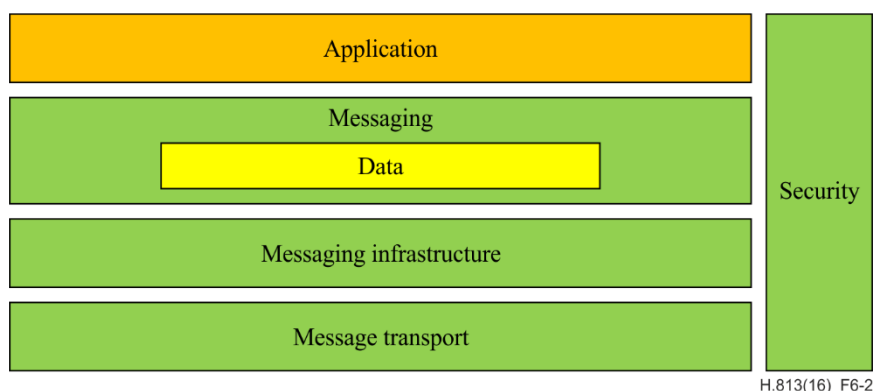 Application
Messaging
Data
Security
Messaging infrastructure
Message transport
H.813(16)_F6-2